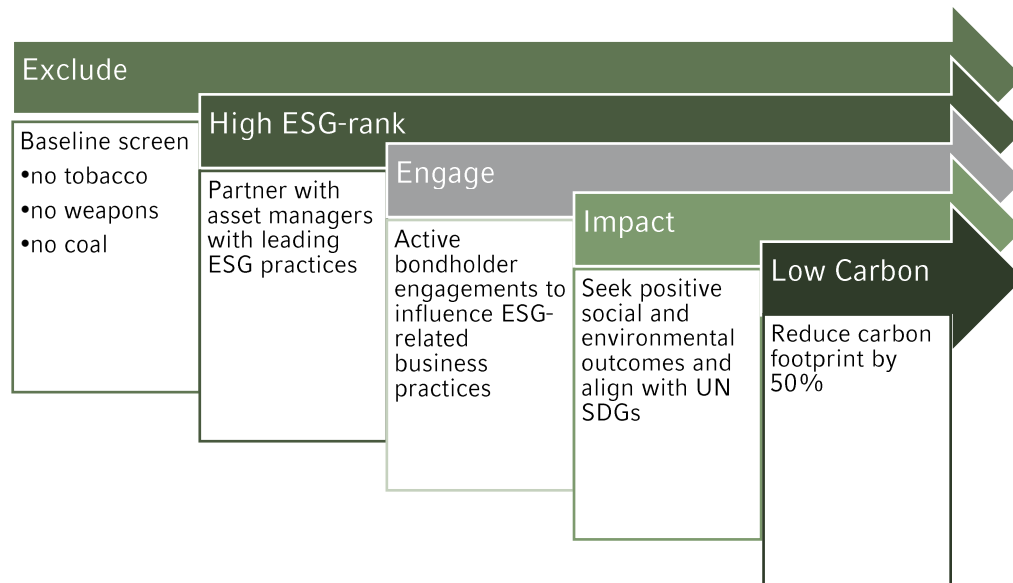 Exclude
Baseline screen
•no tobacco
•no weapons
•no coal
High ESG-rank
Partner with
asset managers
with leading
ESG practices
Engage
Active
bondholder
engagements to
influence ESG-
related
business
practices
Impact
Seek positive
social and
environmental
outcomes and
align with UN
SDGs
Low Carbon
Reduce carbon
footprint by
50%